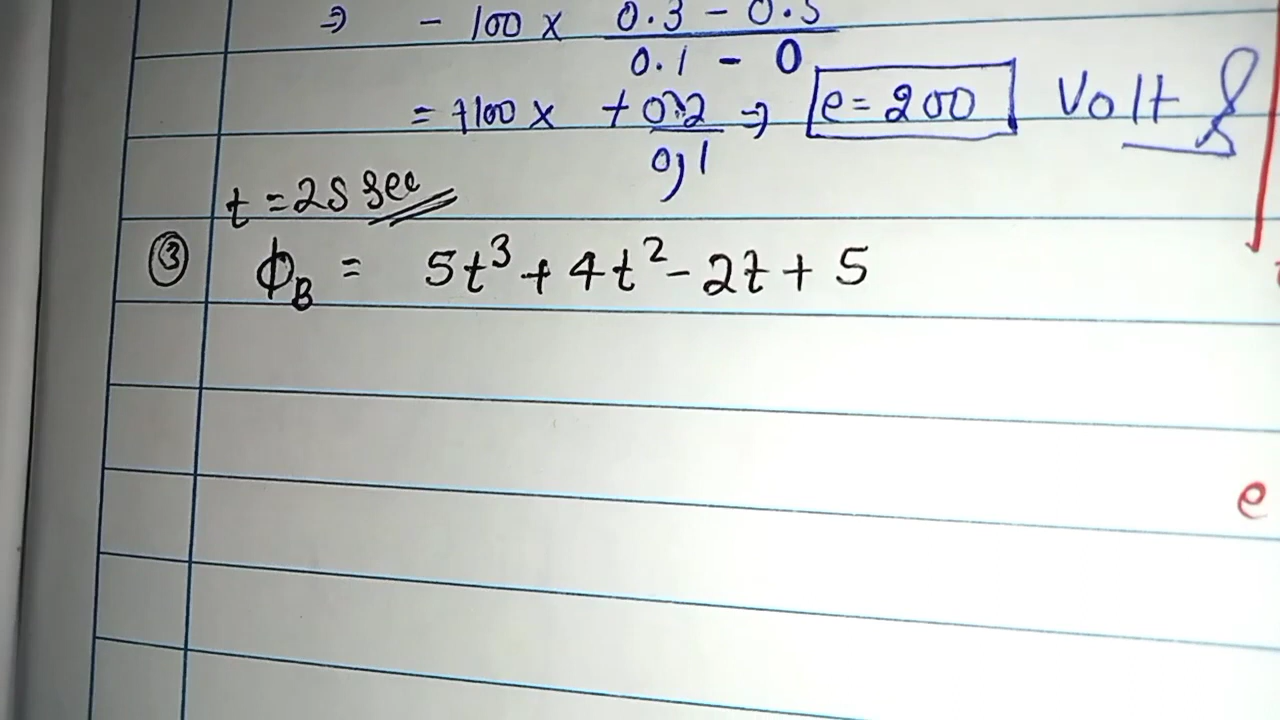 ⇒ - 100 x 0.3 - 0.5
0.1 - 0
= +100 x +0.2 ⇒ e = 200 Volt
0.1
t = 2s sec
③ ϕB = 5t³ + 4t² - 2t + 5
e